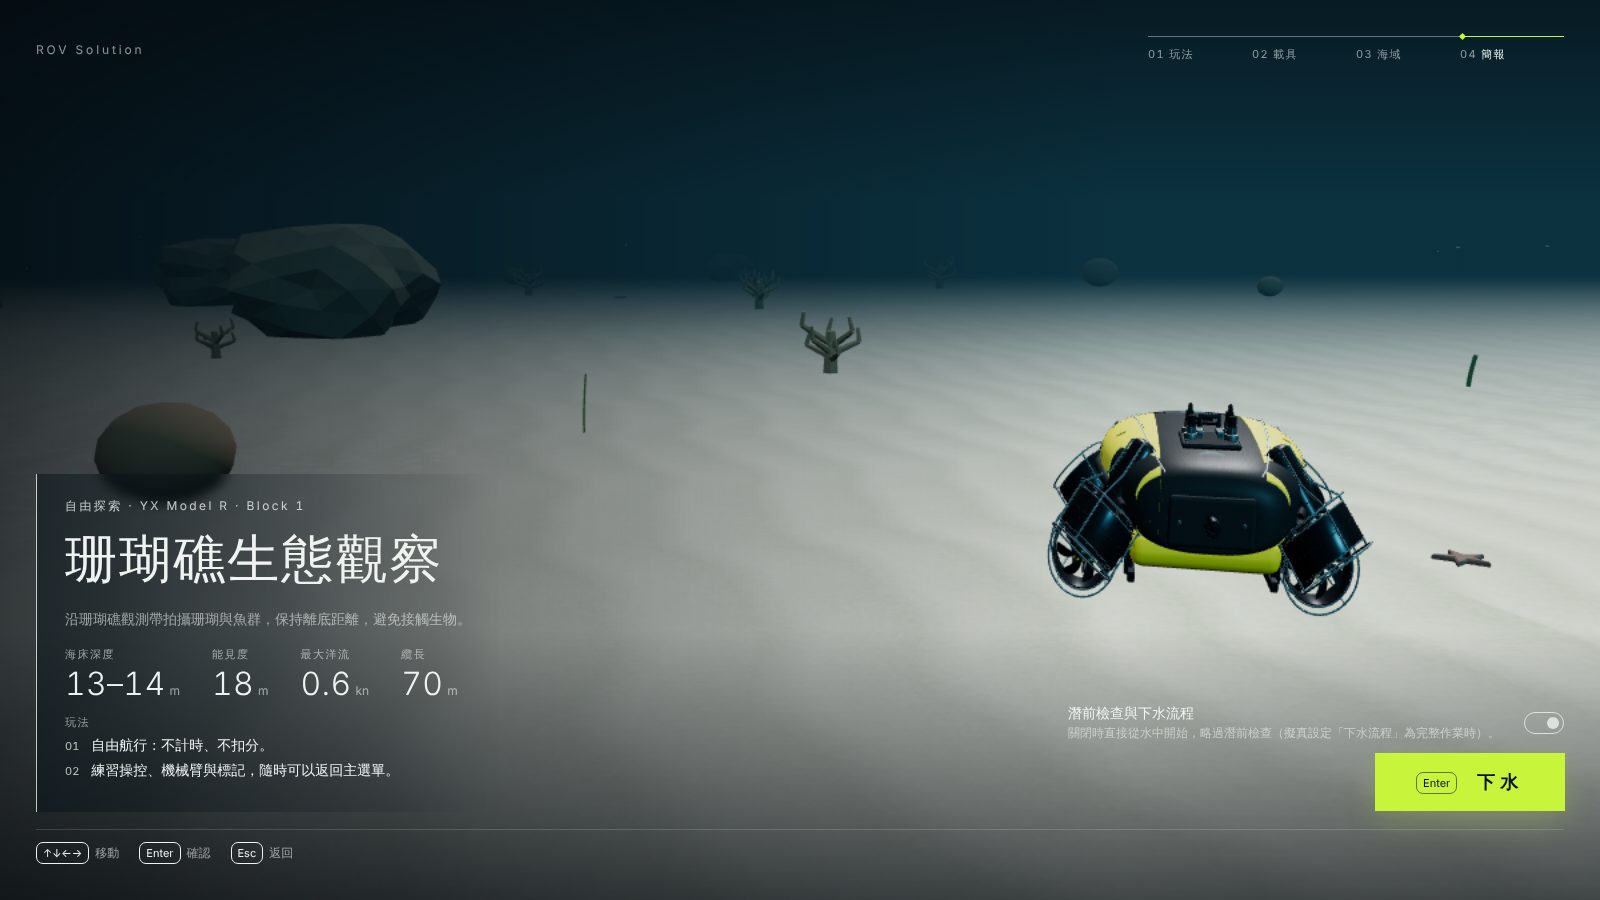 ROV Solution
01 玩法 02 載具 03 海域 04 簡報
自由探索 · YX Model R · Block 1
珊瑚礁生態觀察
沿珊瑚礁觀測帶拍攝珊瑚與魚群，保持離底距離，避免接觸生物。
海床深度 能見度 最大洋流 纜長
13–14 m 18 m 0.6 kn 70 m
玩法
01 自由航行：不計時、不扣分。
02 練習操控、機械臂與標記，隨時可以返回主選單。
潛前檢查與下水流程
關閉時直接從水中開始，略過潛前檢查（擬真設定「下水流程」為完整作業時）。
Enter 下水
↑↓←→ 移動 Enter 確認 Esc 返回